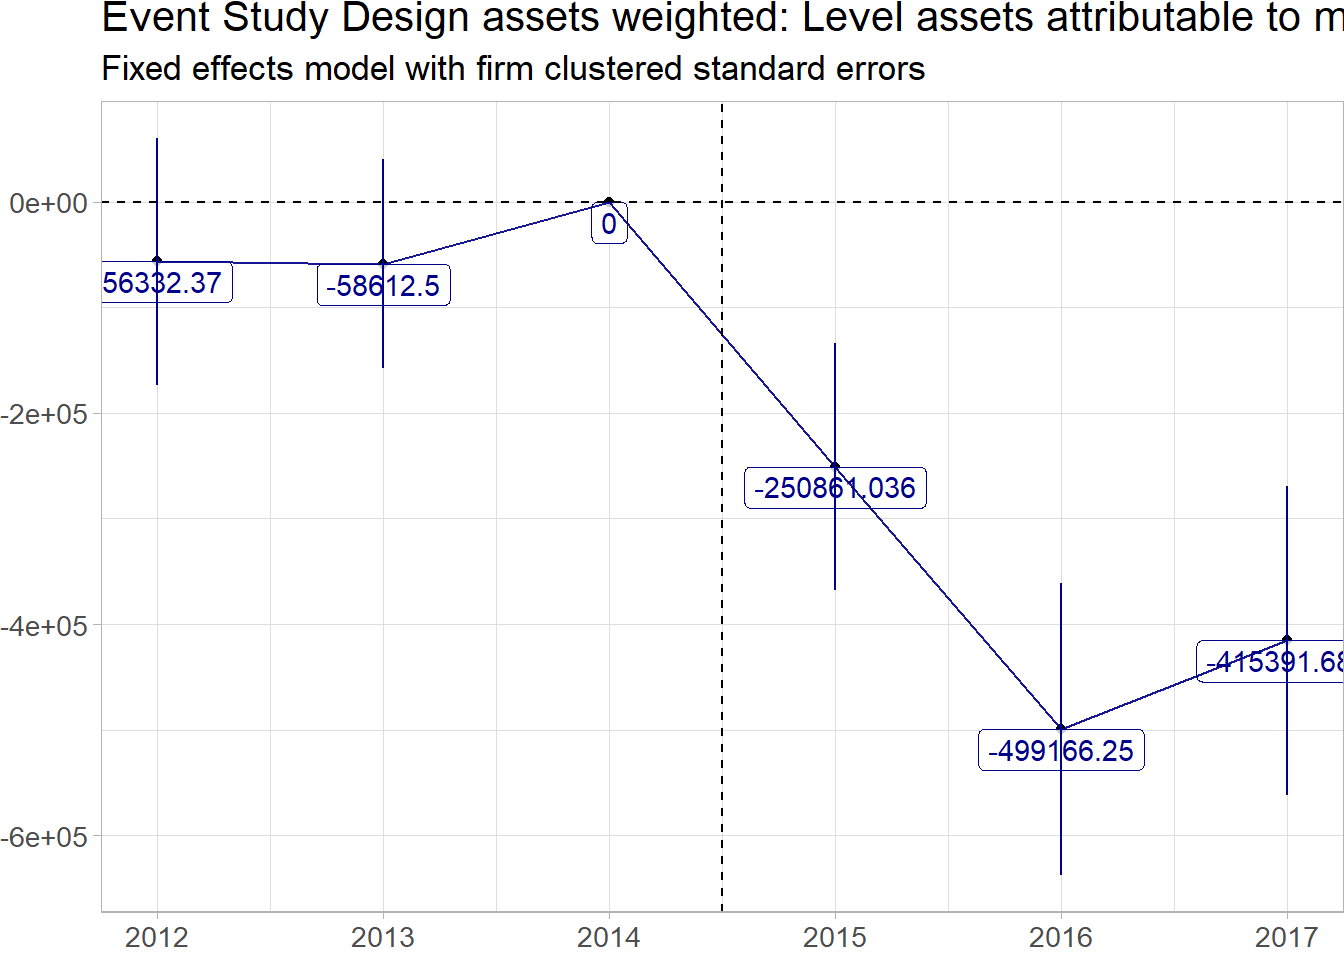 Event Study Design assets weighted: Level assets attributable to
Fixed effects model with firm clustered standard errors
0e+00
-2e+05
-4e+05
-6e+05
56332.37
-58612.5
0
-250861.036
-499166.25
-415391.68
2012 2013 2014 2015 2016 2017